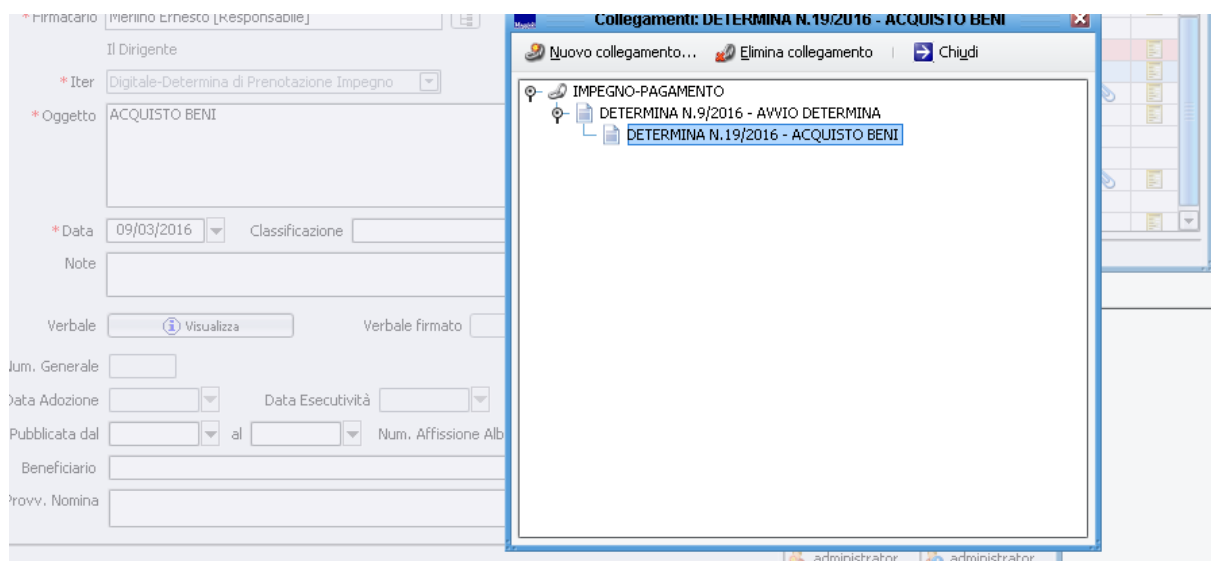 * Firmatario Merlino Ernesto [Responsabile]
Il Dirigente
* Iter Digitale-Determina di Prenotazione Impegno
* Oggetto ACQUISTO BENI
* Data 09/03/2016 Classificazione
Note
Verbale Visualizza Verbale firmato
Num. Generale
Data Adozione Data Esecutività
Pubblicata dal al Num. Affissione Alb
Beneficiario
Provv. Nomina
Collegamenti: DETERMINA N.19/2016 - ACQUISTO BENI
Nuovo collegamento... Elimina collegamento Chiudi
IMPEGNO-PAGAMENTO
DETERMINA N.9/2016 - AVVIO DETERMINA
DETERMINA N.19/2016 - ACQUISTO BENI
administrator administrator